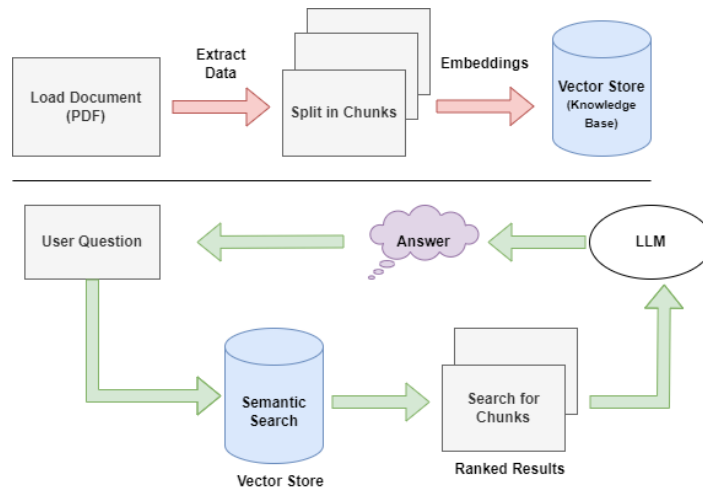 Load Document
(PDF)
Extract
Data
Split in Chunks
Embeddings
Vector Store
(Knowledge
Base)
User Question
Answer
LLM
Semantic
Search
Vector Store
Search for
Chunks
Ranked Results